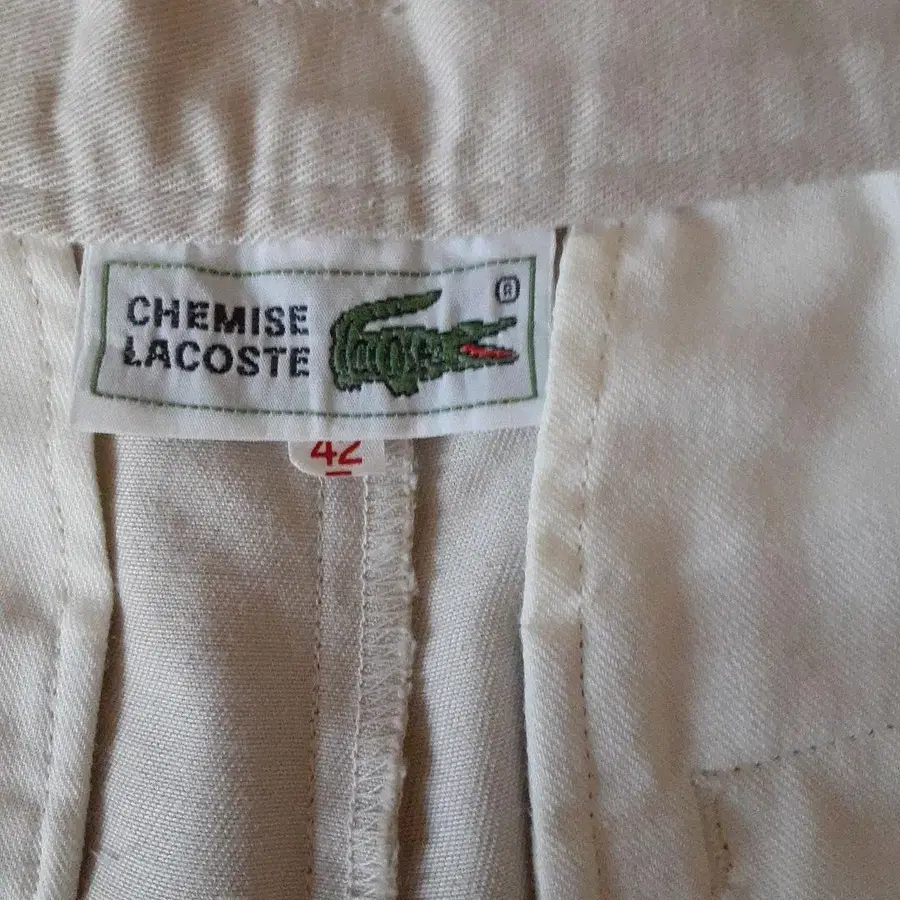 CHEMISE
LACOSTE
®
42